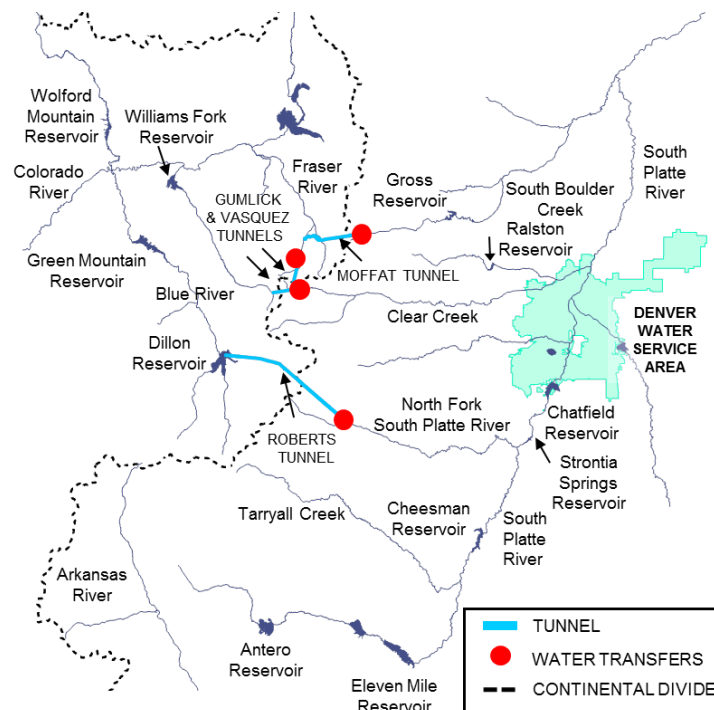 Wolford
Mountain
Reservoir
Williams Fork
Reservoir
Colorado
River
Fraser
River
Gross
Reservoir
South
Platte
River
GUMLICK
& VASQUEZ
TUNNELS
South Boulder
Creek
Ralston
Reservoir
Green Mountain
Reservoir
MOFFAT TUNNEL
Blue River
Clear Creek
Dillon
Reservoir
DENVER
WATER
SERVICE
AREA
North Fork
South Platte River
Chatfield
Reservoir
ROBERTS
TUNNEL
Strontia
Springs
Reservoir
Tarryall Creek
Cheesman
Reservoir
South
Platte
River
Arkansas
River
Antero
Reservoir
Eleven Mile
Reservoir
TUNNEL
WATER TRANSFERS
CONTINENTAL DIVIDE